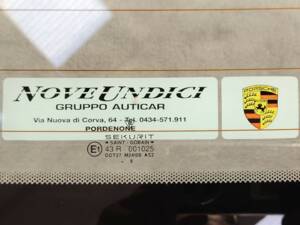 NOVEUNDICI
GRUPPO AUTICAR
Via Nuova di Corva, 64 - Tel. 0434-571.911
PORDENONE
PORSCHE
SEKURIT
SAINT-GOBAIN
E1 43 R 001025